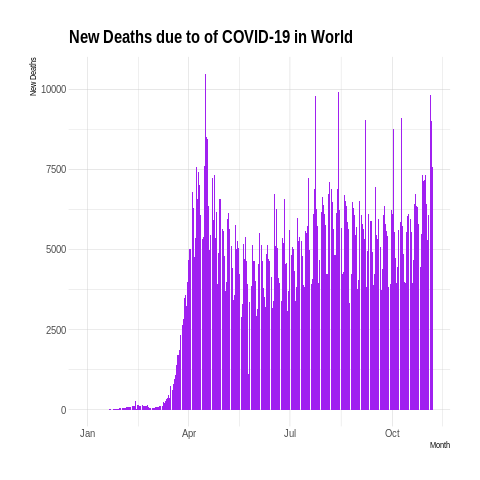 New Deaths due to of COVID-19 in World
New Deaths
10000
7500
5000
2500
0
Jan Apr Jul Oct
Month